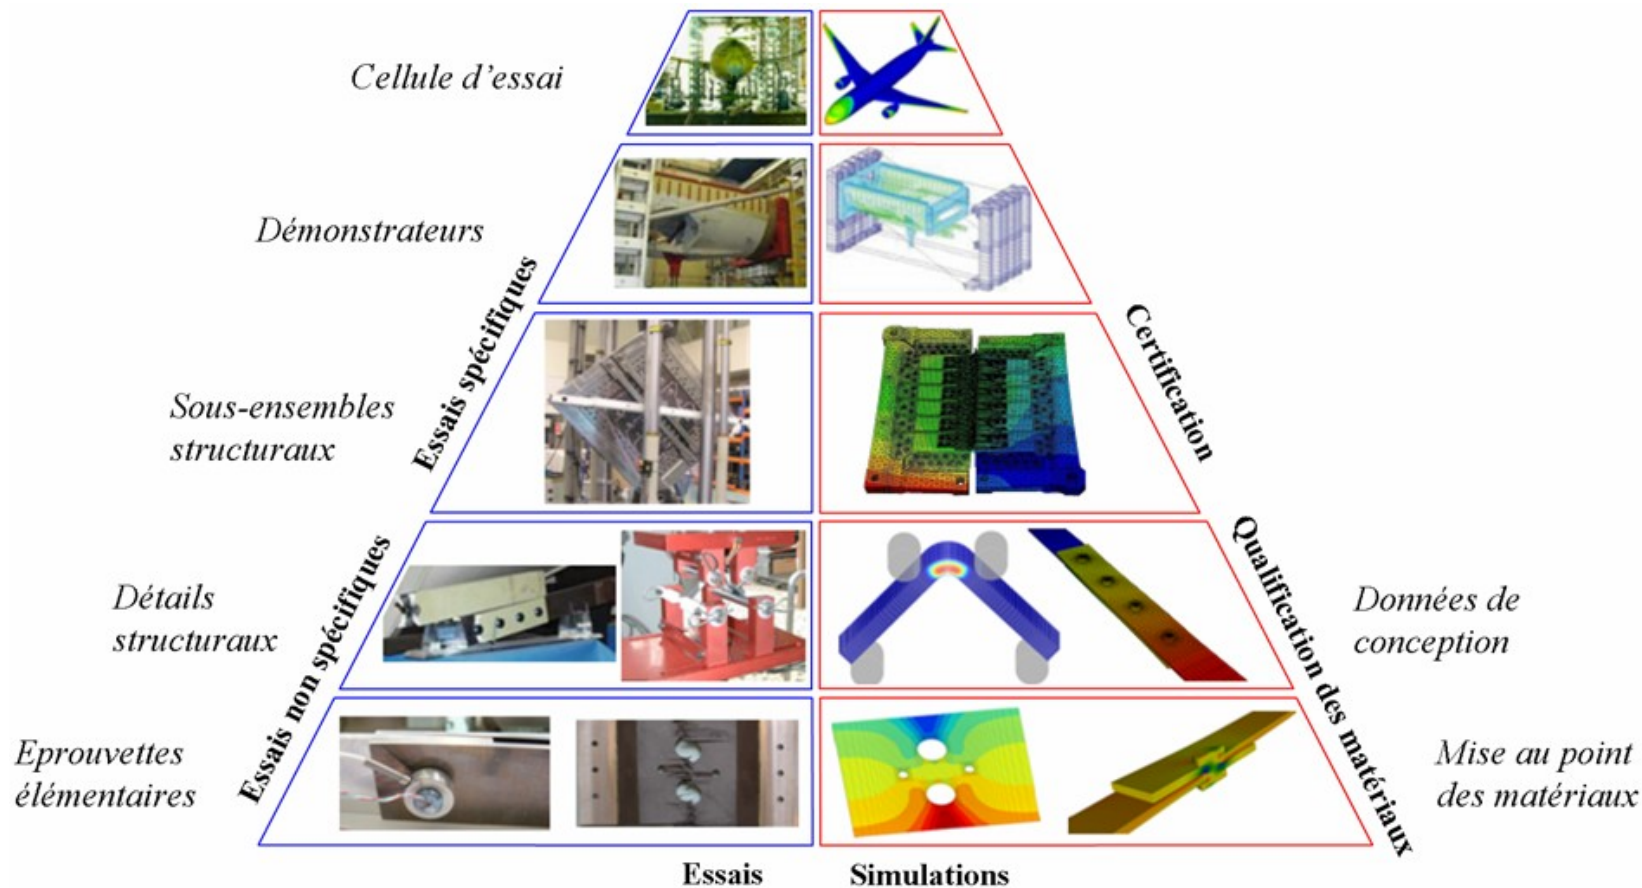 Cellule d'essai
Démonstrateurs
Essais spécifiques
Certification
Sous-ensembles
structuraux
Essais non spécifiques
Qualification des matériaux
Détails
structuraux
Données de
conception
Eprouvettes
élémentaires
Mise au point
des matériaux
Essais
Simulations